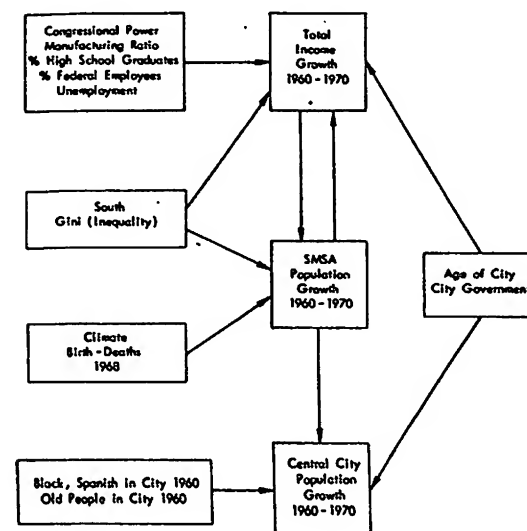 Congressional Power
Manufacturing Ratio
% High School Graduates
% Federal Employees
Unemployment
Total
Income
Growth
1960-1970
South
Gini (Inequality)
SMSA
Population
Growth
1960-1970
Age of City
City Government
Climate
Birth-Deaths
1968
Black, Spanish in City 1960
Old People in City 1960
Central City
Population
Growth
1960-1970